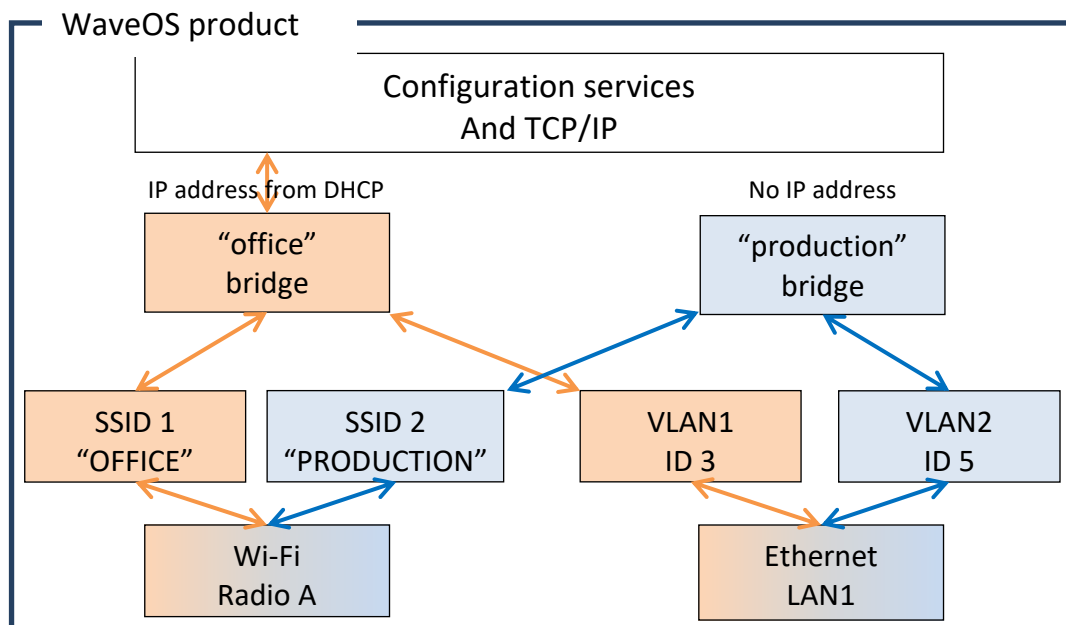 WaveOS product
Configuration services
And TCP/IP
IP address from DHCP
No IP address
“office”
bridge
“production”
bridge
SSID 1
“OFFICE”
SSID 2
“PRODUCTION”
VLAN1
ID 3
VLAN2
ID 5
Wi-Fi
Radio A
Ethernet
LAN1